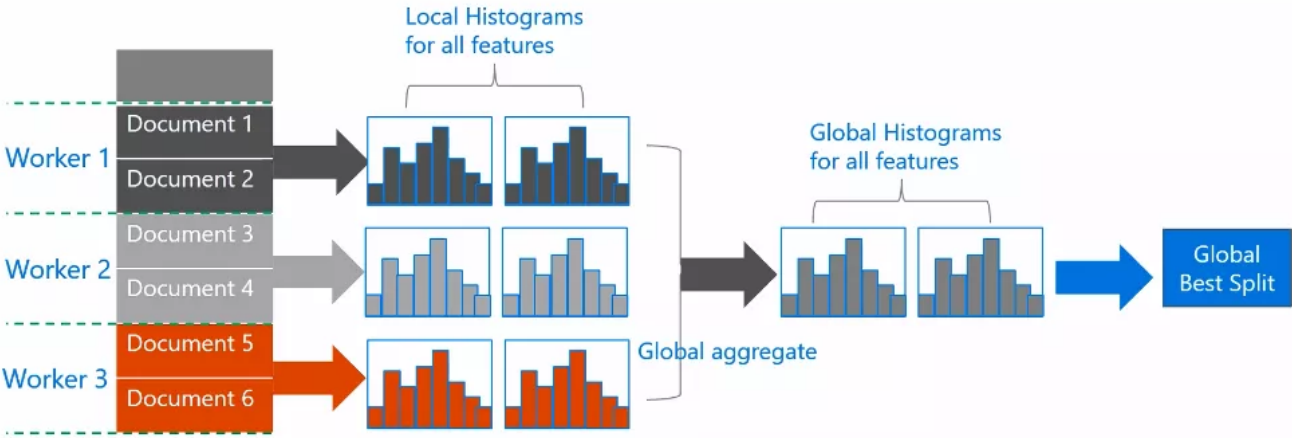 Local Histograms
for all features
Worker 1
Document 1
Document 2
Worker 2
Document 3
Document 4
Worker 3
Document 5
Document 6
Global aggregate
Global Histograms
for all features
Global
Best Split